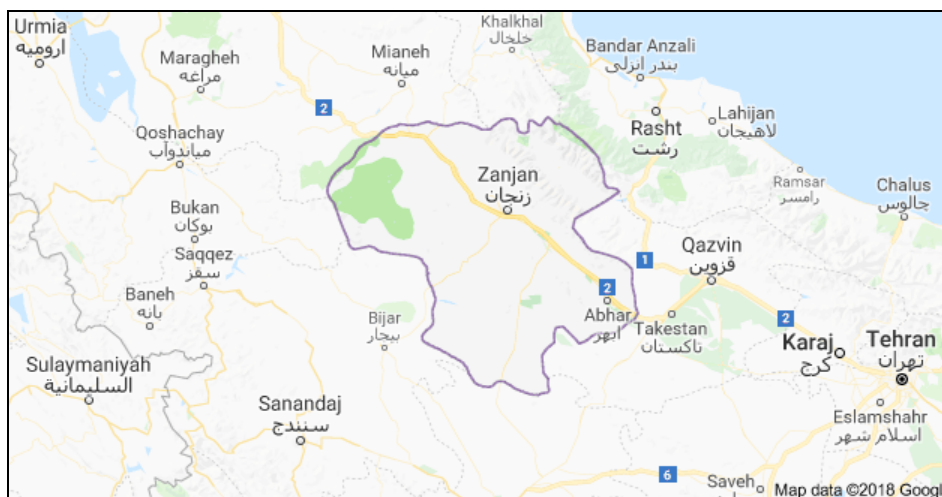 Urmia
ارومیه
Khalkhal
خلخال
Bandar Anzali
بندر انزلی
Mianeh
میانه
Maragheh
مراغه
2
Rasht
رشت
Lahijan
لاهیجان
Qoshachay
میاندوآب
Zanjan
زنجان
Ramsar
رامسر
Chalus
چالوس
Bukan
بوکان
Saqqez
سقز
Qazvin
قزوین
1
2
Baneh
بانه
Bijar
بیجار
Abhar
ابهر
Takestan
تاکستان
2
Karaj
کرج
Tehran
تهران
Sulaymaniyah
السليمانية
Sanandaj
سنندج
Eslamshahr
اسلام شهر
6
Saveh
Map data ©2018 Googl